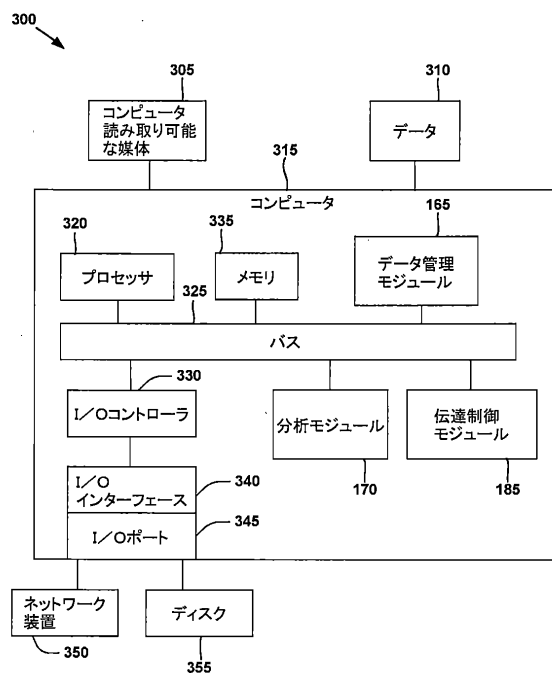 300
305
310
コンピュータ
読み取り可能
な媒体
データ
315
コンピュータ
320
335
165
プロセッサ
メモリ
データ管理
モジュール
325
バス
330
I/Oコントローラ
分析モジュール
伝達制御
モジュール
I/O
インターフェース
340
170
185
I/Oポート
345
ネットワーク
装置
ディスク
350
355